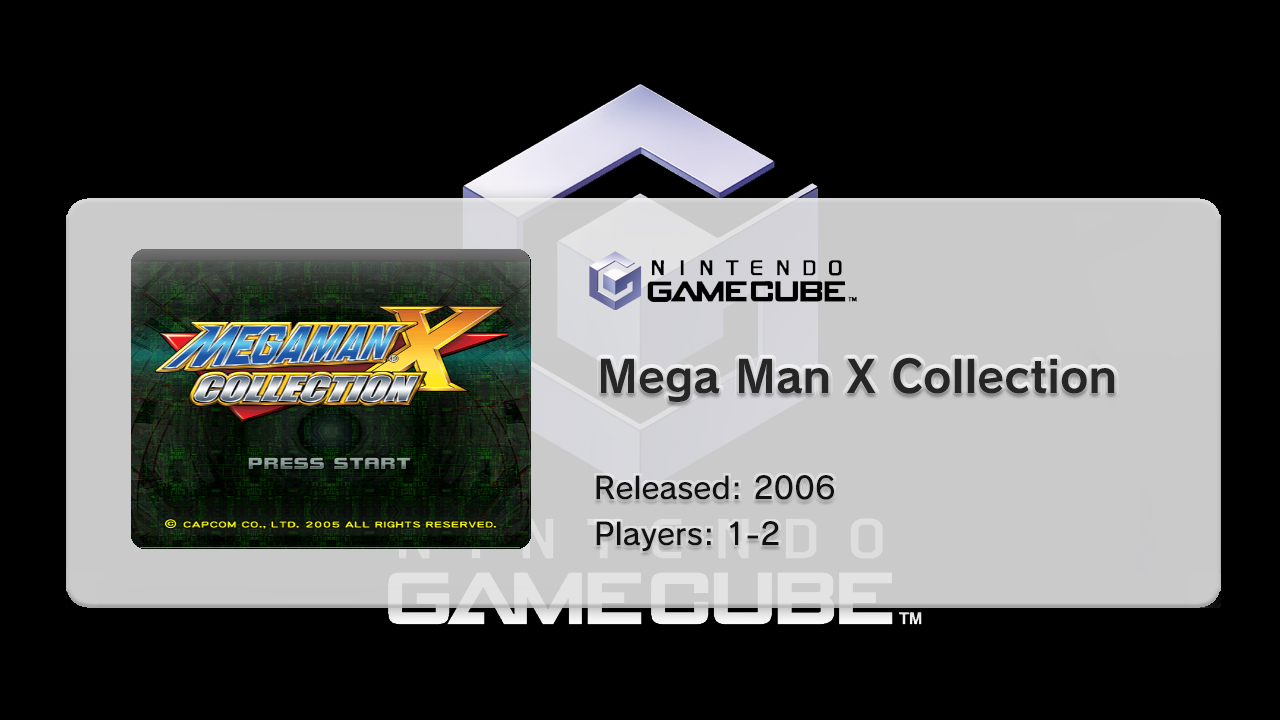 NINTENDO
GAMECUBE™
Mega Man X Collection
MEGAMAN X
®
COLLECTION
PRESS START
© CAPCOM CO., LTD. 2005 ALL RIGHTS RESERVED.
Released: 2006
Players: 1-2
NINTENDO
GAMECUBE™